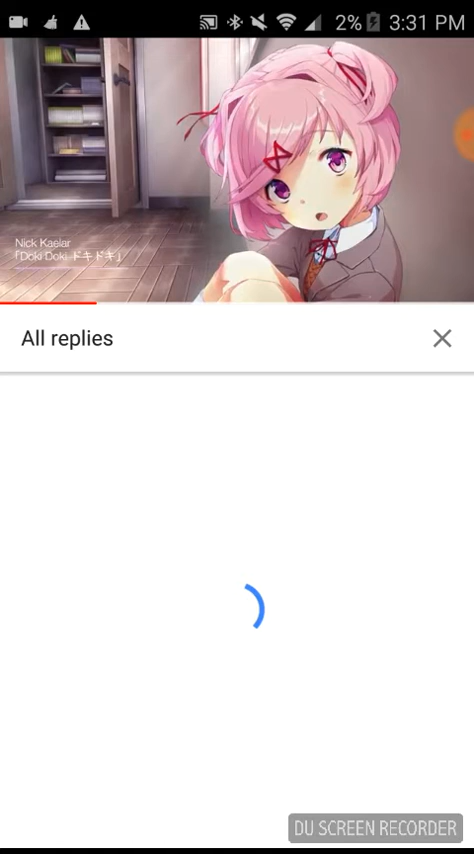 2% 3:31 PM
Nick Kaelar
「Doki Doki ドキドキ」
All replies
DU SCREEN RECORDER